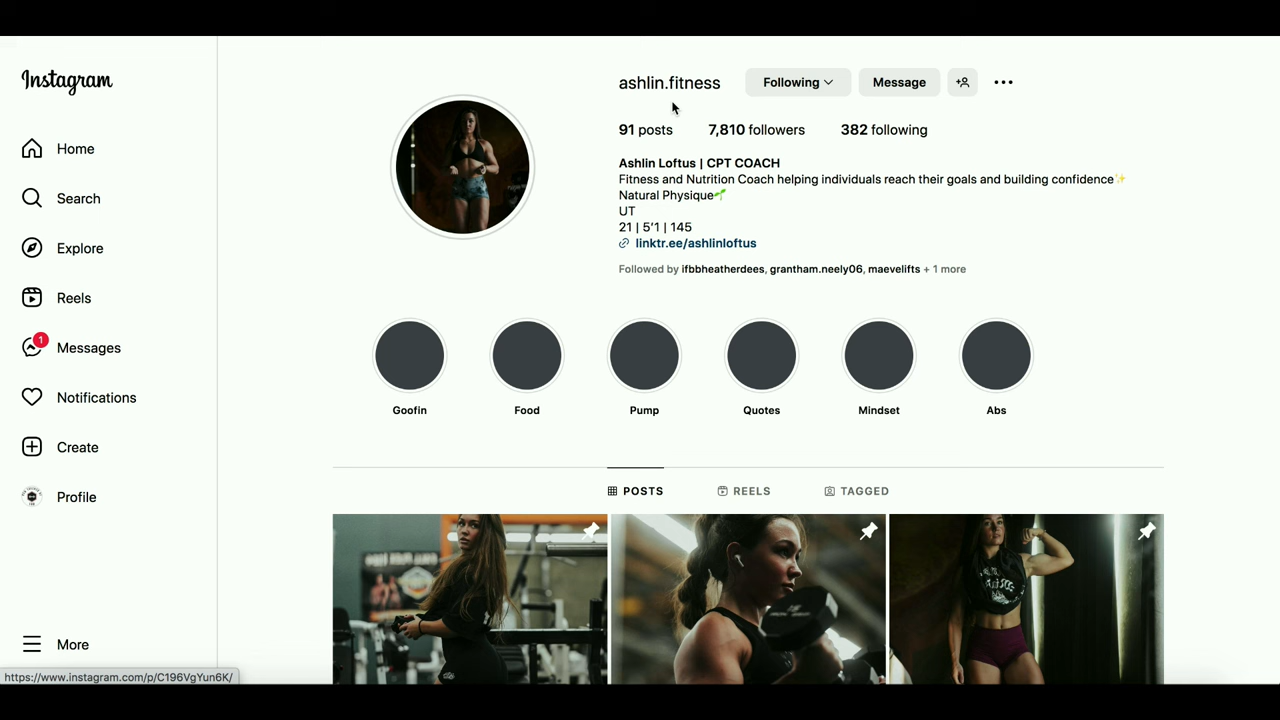 Instagram
Home
Search
Explore
Reels
1
Messages
Notifications
Create
Profile
More
ashlin.fitness
Following
Message
91 posts
7,810 followers
382 following
Ashlin Loftus | CPT COACH
Fitness and Nutrition Coach helping individuals reach their goals and building confidence✨
Natural Physique🌱
UT
21 | 5'1 | 145
linktr.ee/ashlinloftus
Followed by ifbbheatherdees, grantham.neely06, maevelifts + 1 more
Goofin
Food
Pump
Quotes
Mindset
Abs
POSTS
REELS
TAGGED
https://www.instagram.com/p/C196VgYun6K/